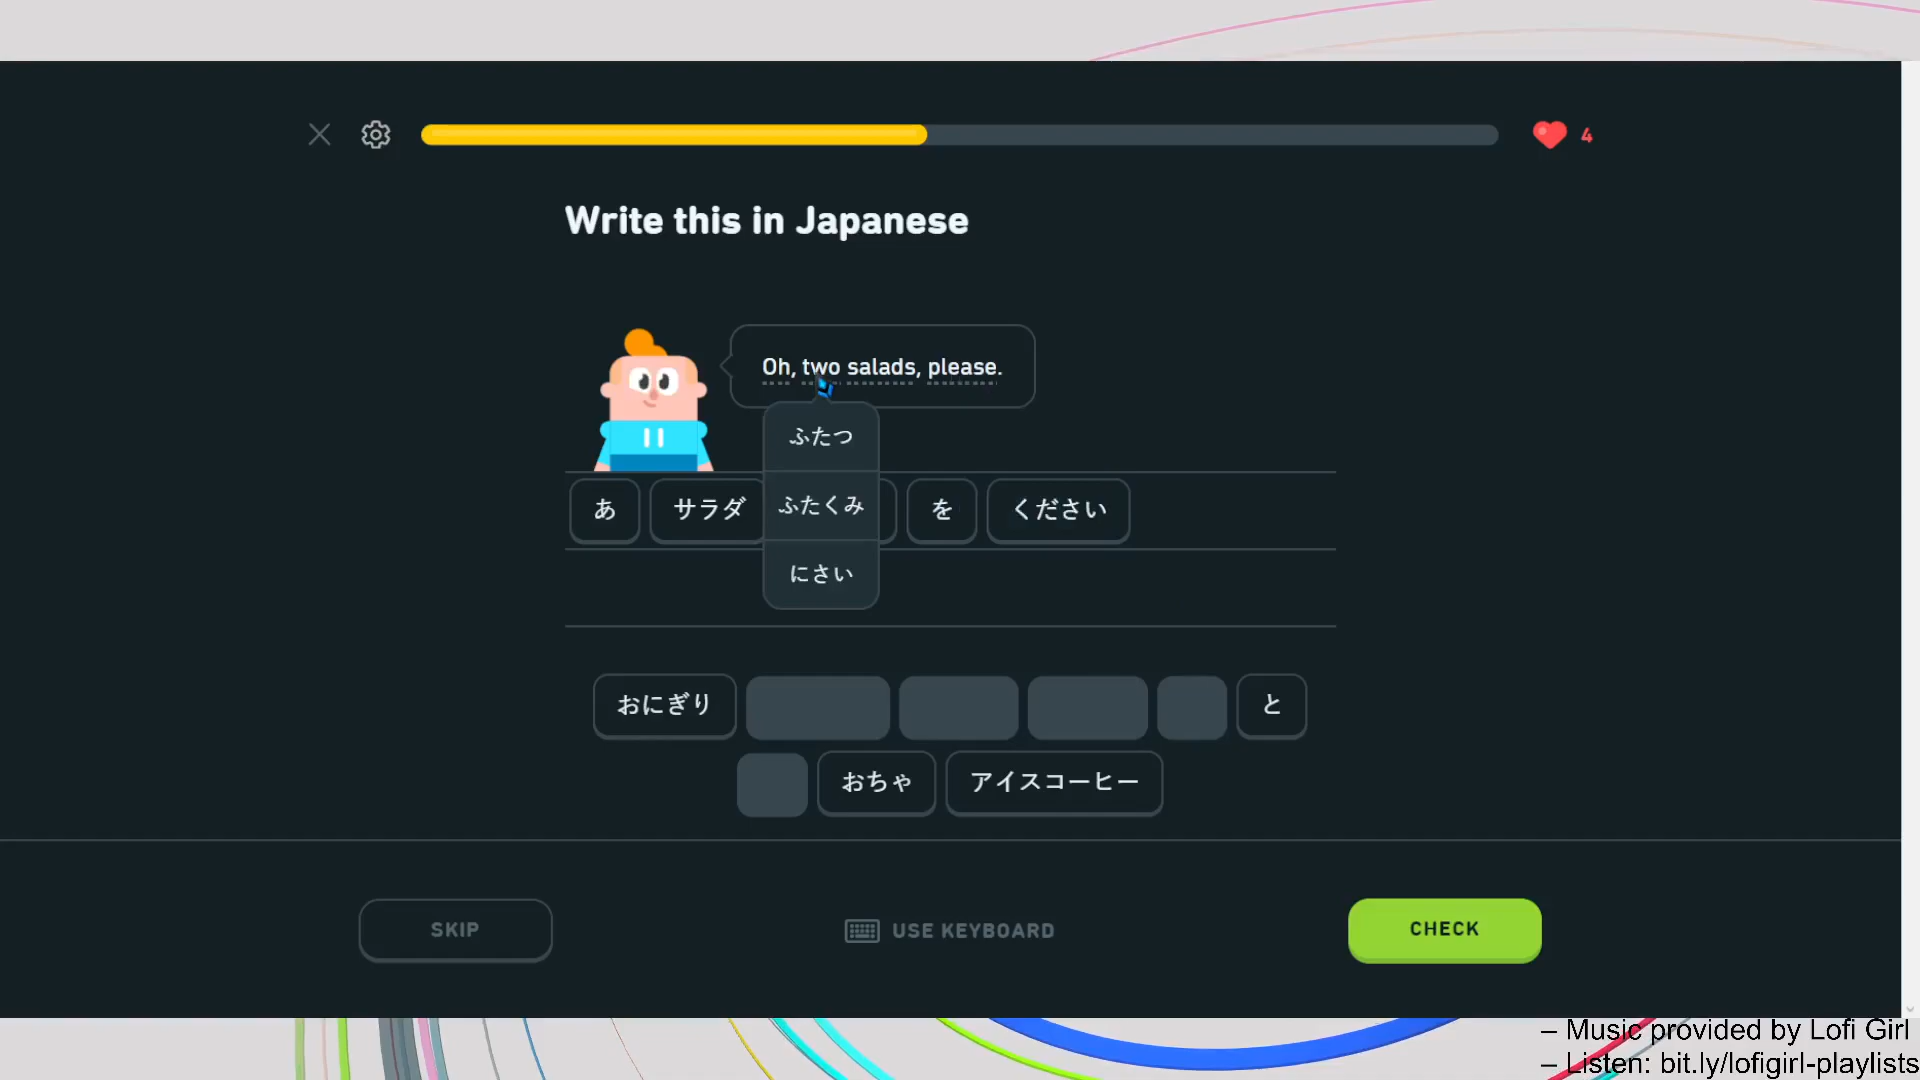 4
Write this in Japanese
Oh, two salads, please.
ふたつ
ふたくみ
にさい
あ サラダ を ください
おにぎり と
おちゃ アイスコーヒー
SKIP USE KEYBOARD CHECK
– Music provided by Lofi Girl
– Listen: bit.ly/lofigirl-playlists